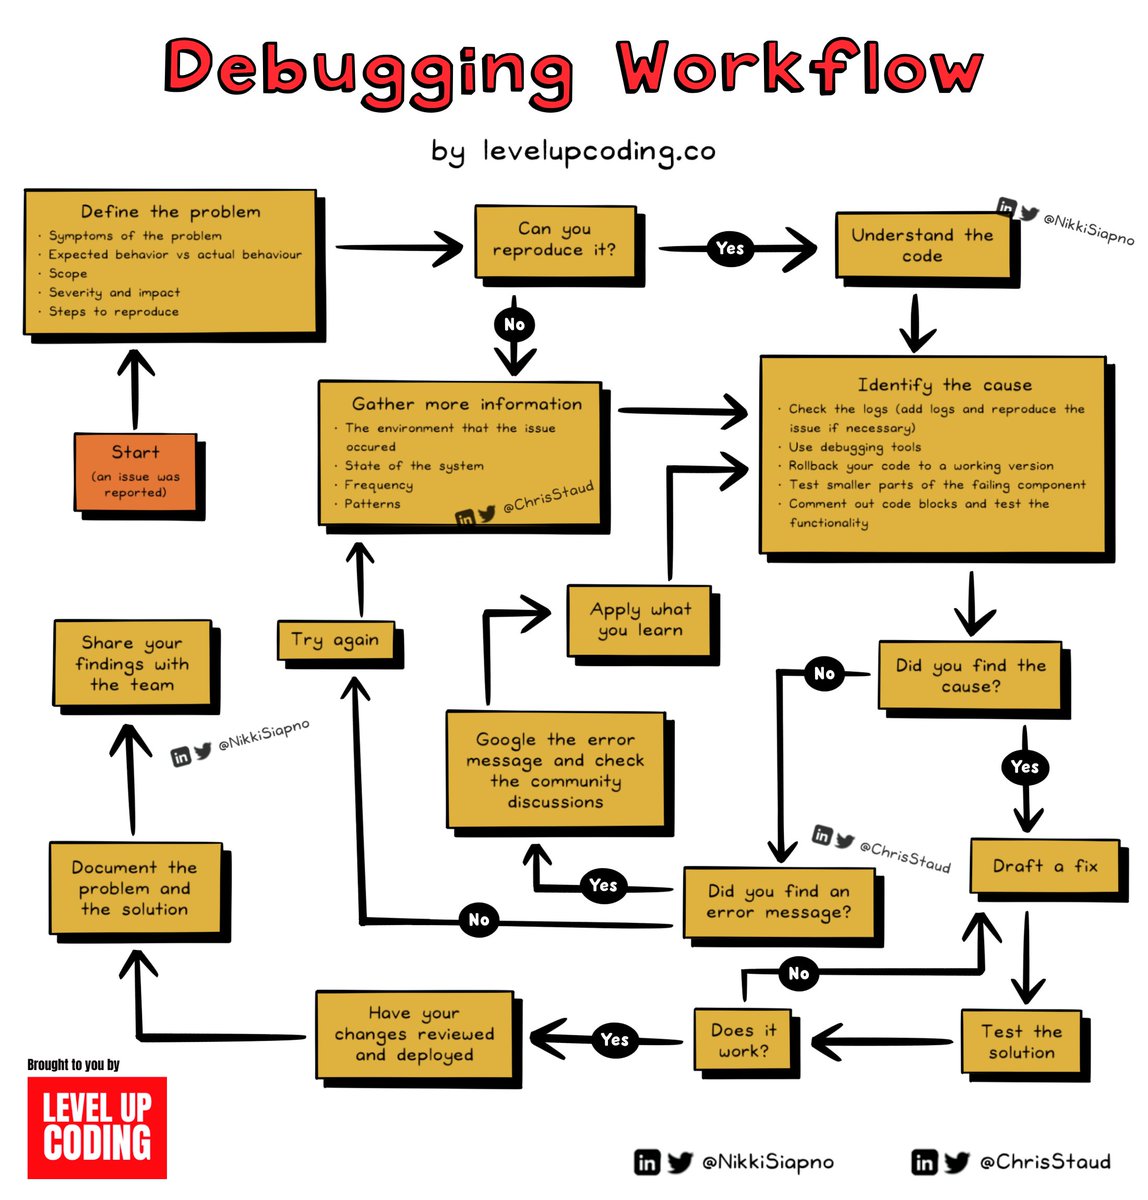 Debugging Workflow
by levelupcoding.co
Define the problem
· Symptoms of the problem
· Expected behavior vs actual behaviour
· Scope
· Severity and impact
· Steps to reproduce
Can you
reproduce it?
Yes
Understand the
code
@NikkiSiapno
No
Start
(an issue was
reported)
Gather more information
· The environment that the issue
occured
· State of the system
· Frequency
· Patterns
@ChrisStaud
Identify the cause
· Check the logs (add logs and reproduce the
issue if necessary)
· Use debugging tools
· Rollback your code to a working version
· Test smaller parts of the failing component
· Comment out code blocks and test the
functionality
Share your
findings with
the team
Try again
Apply what
you learn
Did you find the
cause?
No
@NikkiSiapno
Google the error
message and check
the community
discussions
Yes
@ChrisStaud
Document the
problem and
the solution
Yes
No
Did you find an
error message?
Draft a fix
No
Have your
changes reviewed
and deployed
Yes
Does it
work?
Test the
solution
Brought to you by
LEVEL UP
CODING
in @NikkiSiapno
in @ChrisStaud